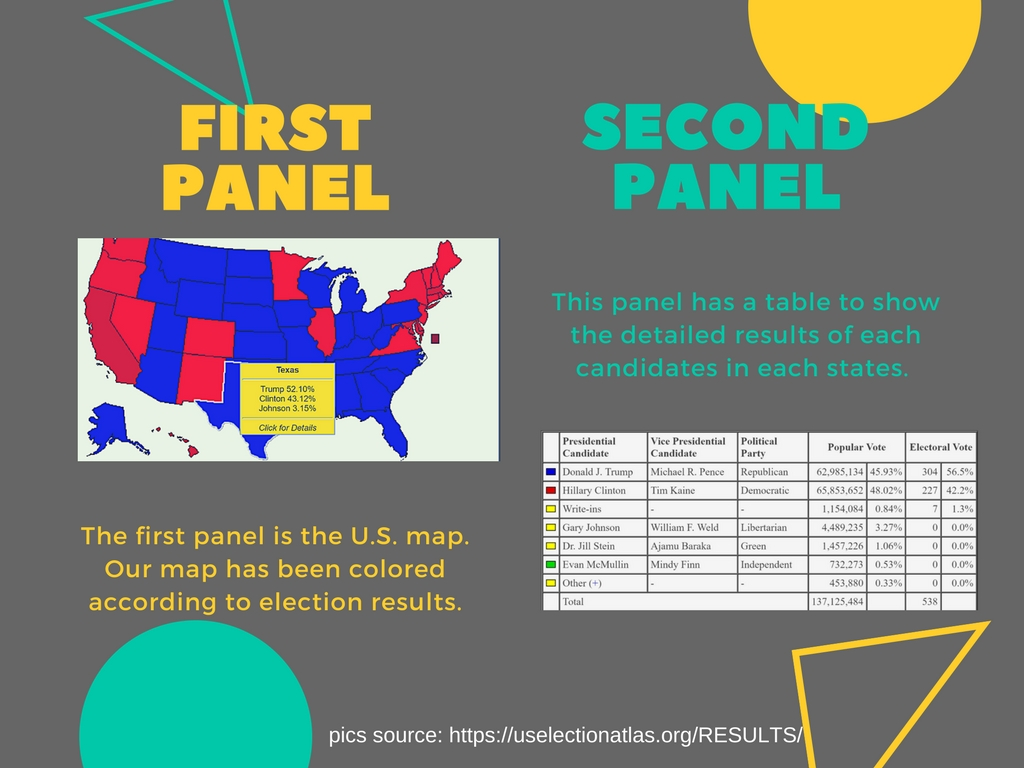 FIRST
PANEL
SECOND
PANEL
Texas
Trump 52.10%
Clinton 43.12%
Johnson 3.15%
Click for Details
The first panel is the U.S. map.
Our map has been colored
according to election results.
This panel has a table to show
the detailed results of each
candidates in each states.
Presidential Candidate Vice Presidential Candidate Political Party Popular Vote Electoral Vote
Donald J. Trump Michael R. Pence Republican 62,985,134 45.93% 304 56.5%
Hillary Clinton Tim Kaine Democratic 65,853,652 48.02% 227 42.2%
Write-ins - - 1,154,084 0.84% 7 1.3%
Gary Johnson William F. Weld Libertarian 4,489,235 3.27% 0 0.0%
Dr. Jill Stein Ajamu Baraka Green 1,457,226 1.06% 0 0.0%
Evan McMullin Mindy Finn Independent 732,273 0.53% 0 0.0%
Other (+) - - 453,880 0.33% 0 0.0%
Total 137,125,484 538
pics source: https://uselectionatlas.org/RESULTS/